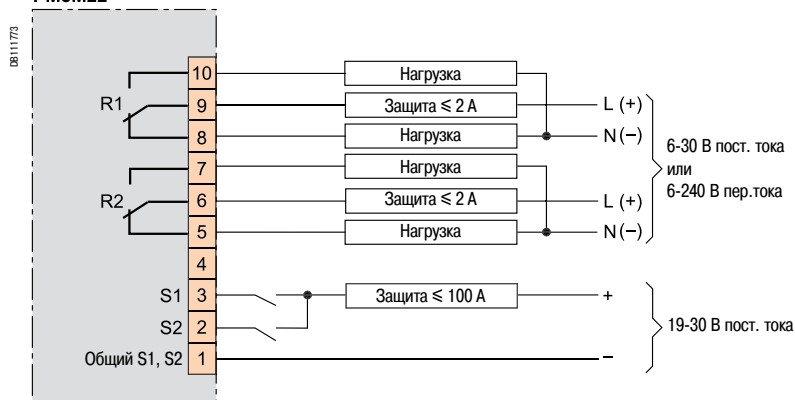 DB111773
10
Нагрузка
R1
9
Защита ≤ 2 A
L (+)
8
Нагрузка
N(−)
7
Нагрузка
6-30 В пост. тока
или
6-240 В пер.тока
R2
6
Защита ≤ 2 A
L (+)
5
Нагрузка
N(−)
4
S1
3
Защита ≤ 100 A
+
S2
2
19-30 В пост. тока
Общий S1, S2
1
−